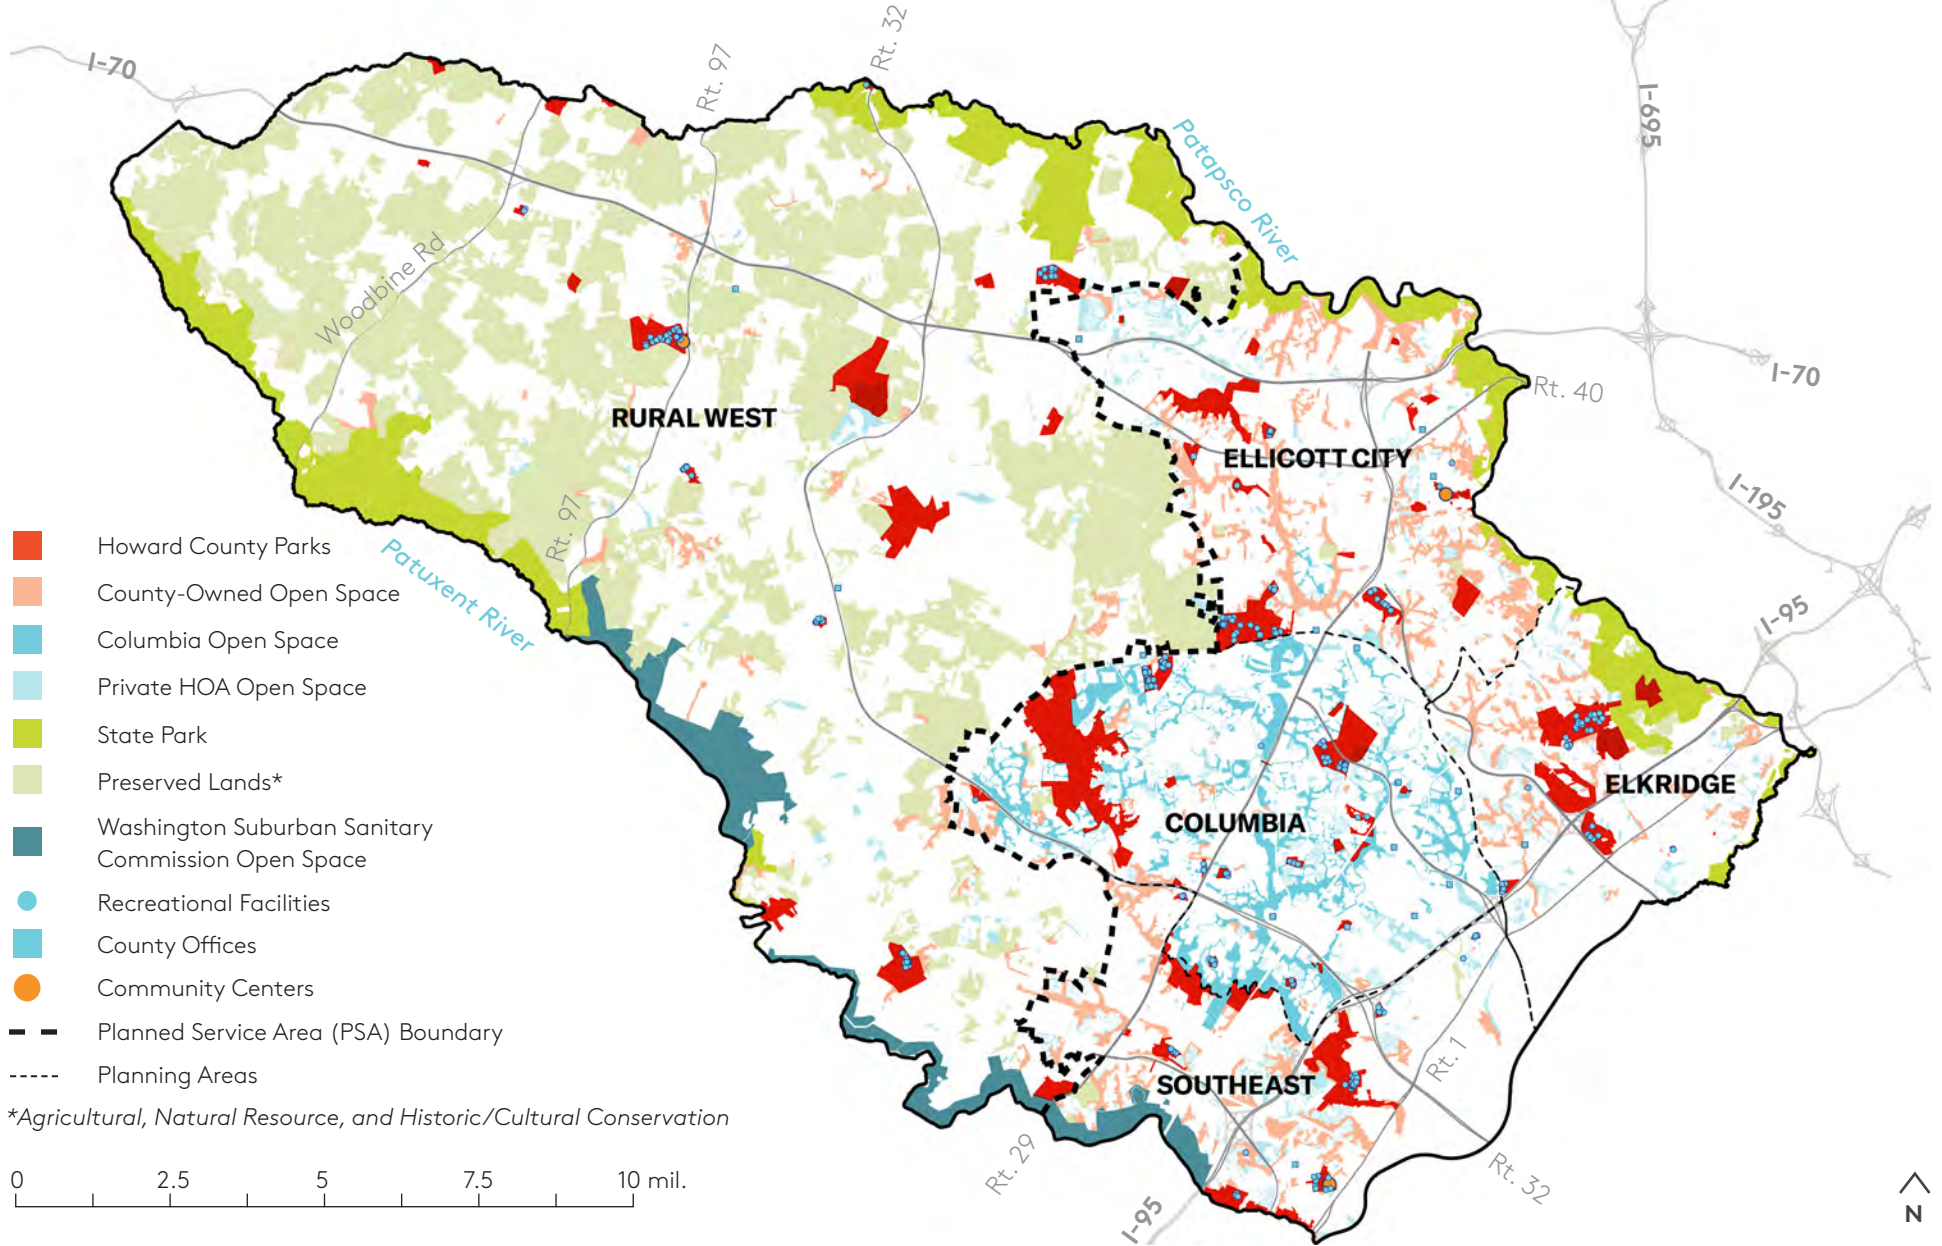 I-70
Rt. 97
Rt. 32
I-695
Patapsco River
Woodbine Rd
I-70
Rt. 40
RURAL WEST
ELLICOTT CITY
I-195
Rt. 97
Patuxent River
I-95
ELKRIDGE
COLUMBIA
SOUTHEAST
Rt. 1
Rt. 29
Rt. 32
I-95
Howard County Parks
County-Owned Open Space
Columbia Open Space
Private HOA Open Space
State Park
Preserved Lands*
Washington Suburban Sanitary
Commission Open Space
Recreational Facilities
County Offices
Community Centers
Planned Service Area (PSA) Boundary
Planning Areas
*Agricultural, Natural Resource, and Historic/Cultural Conservation
0 2.5 5 7.5 10 mil.
N